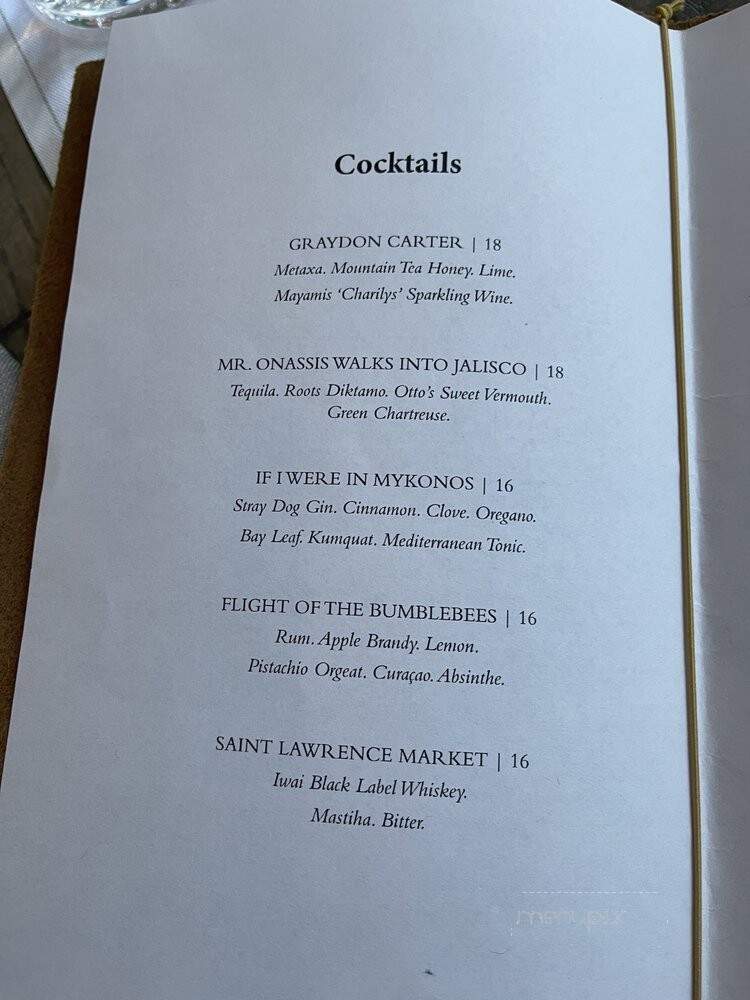 Cocktails
GRAYDON CARTER | 18
Metaxa. Mountain Tea Honey. Lime.
Mayamis ‘Charilys’ Sparkling Wine.
MR. ONASSIS WALKS INTO JALISCO | 18
Tequila. Roots Diktamo. Otto’s Sweet Vermouth.
Green Chartreuse.
IF I WERE IN MYKONOS | 16
Stray Dog Gin. Cinnamon. Clove. Oregano.
Bay Leaf. Kumquat. Mediterranean Tonic.
FLIGHT OF THE BUMBLEBEES | 16
Rum. Apple Brandy. Lemon.
Pistachio Orgeat. Curaçao. Absinthe.
SAINT LAWRENCE MARKET | 16
Iwai Black Label Whiskey.
Mastiha. Bitter.